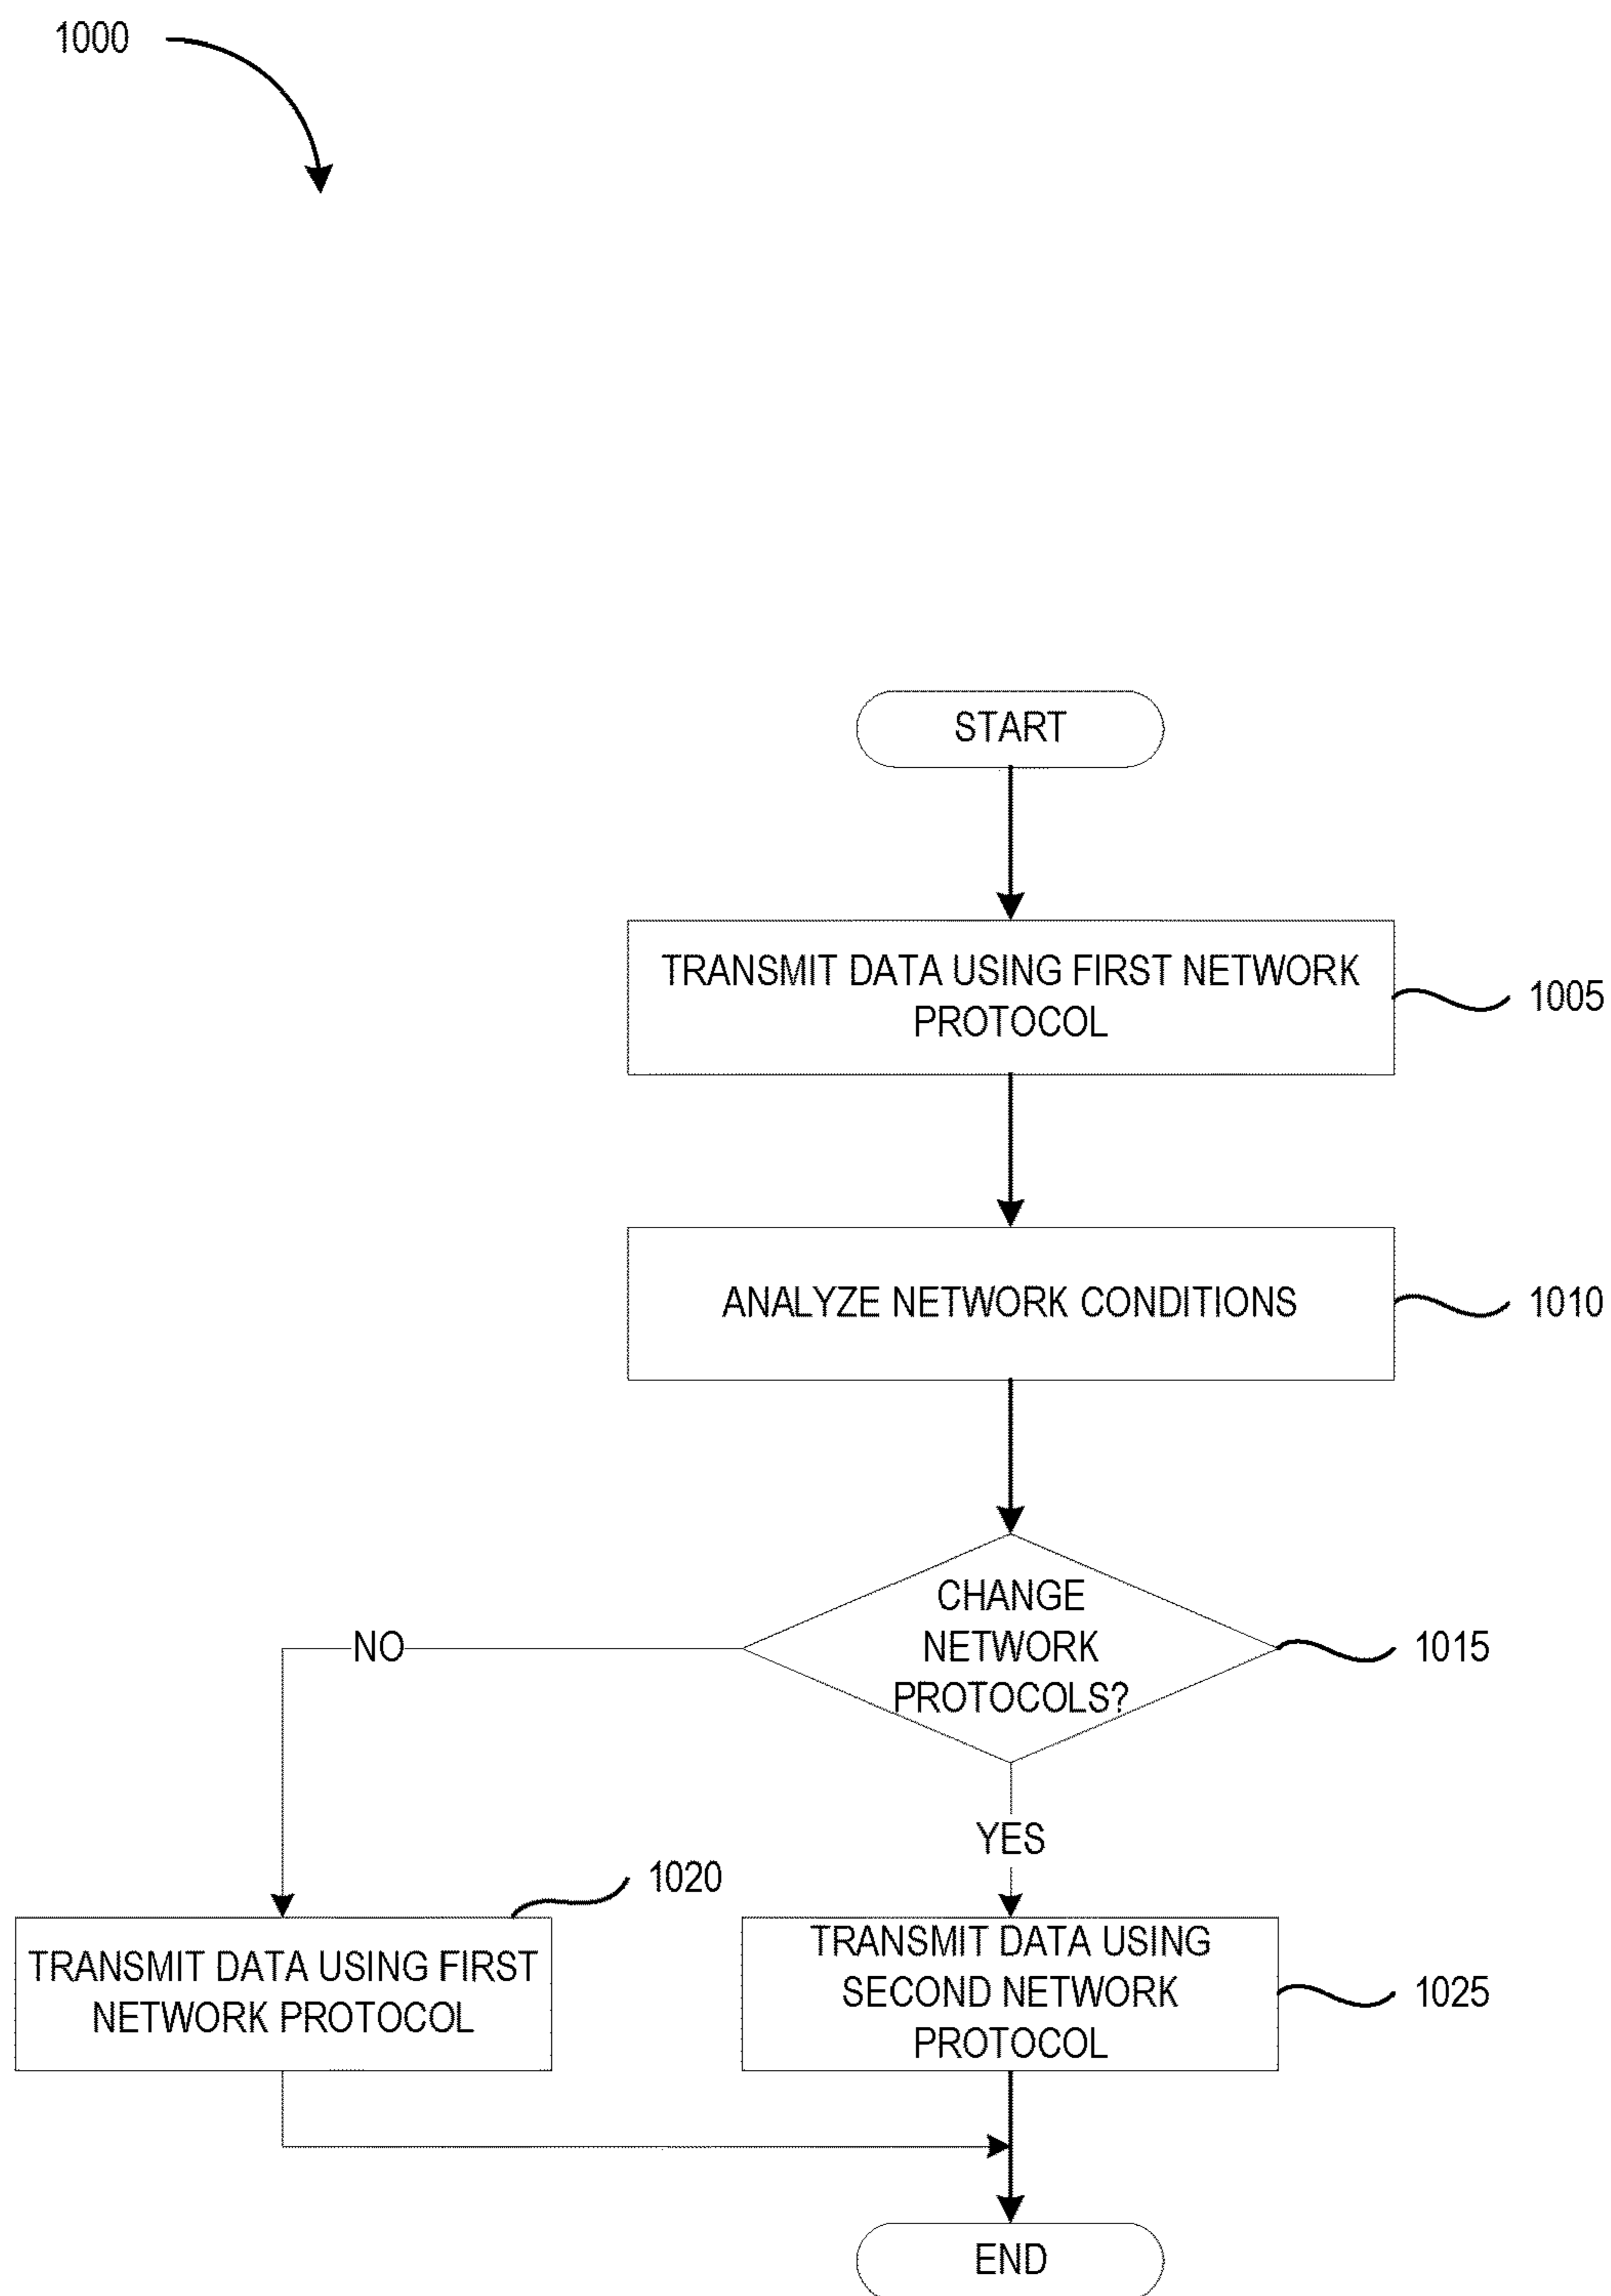 1000
START
TRANSMIT DATA USING FIRST NETWORK
PROTOCOL
1005
ANALYZE NETWORK CONDITIONS
1010
CHANGE
NETWORK
PROTOCOLS?
1015
NO
YES
1020
TRANSMIT DATA USING FIRST
NETWORK PROTOCOL
TRANSMIT DATA USING
SECOND NETWORK
PROTOCOL
1025
END